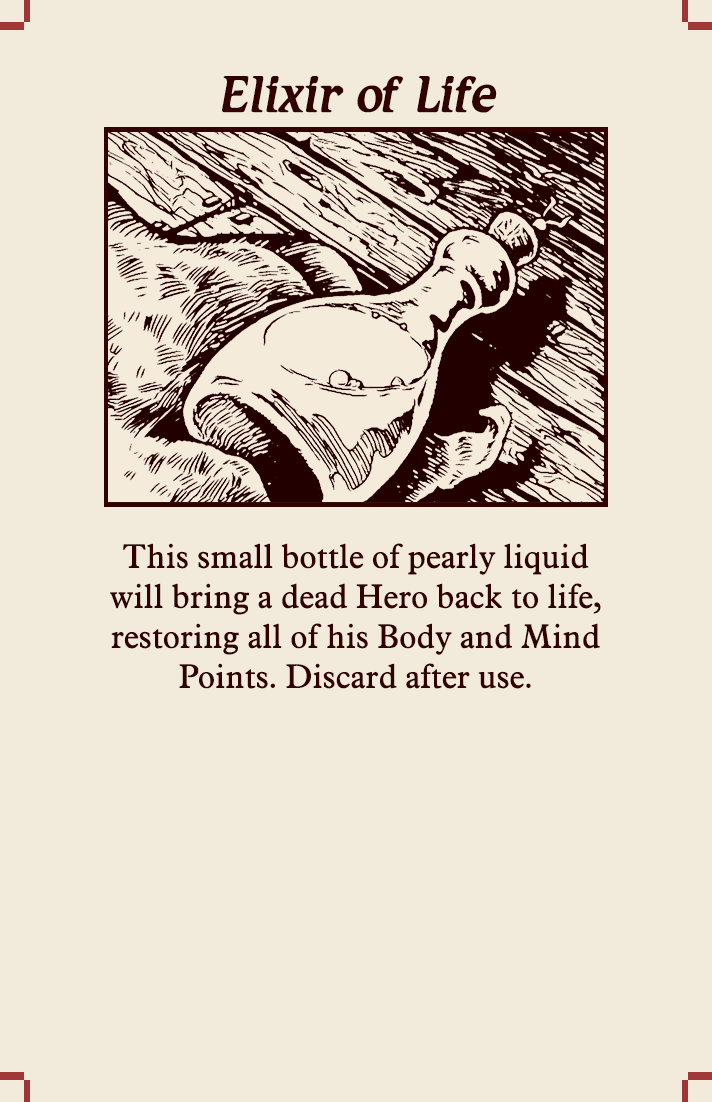 Elixir of Life
This small bottle of pearly liquid
will bring a dead Hero back to life,
restoring all of his Body and Mind
Points. Discard after use.